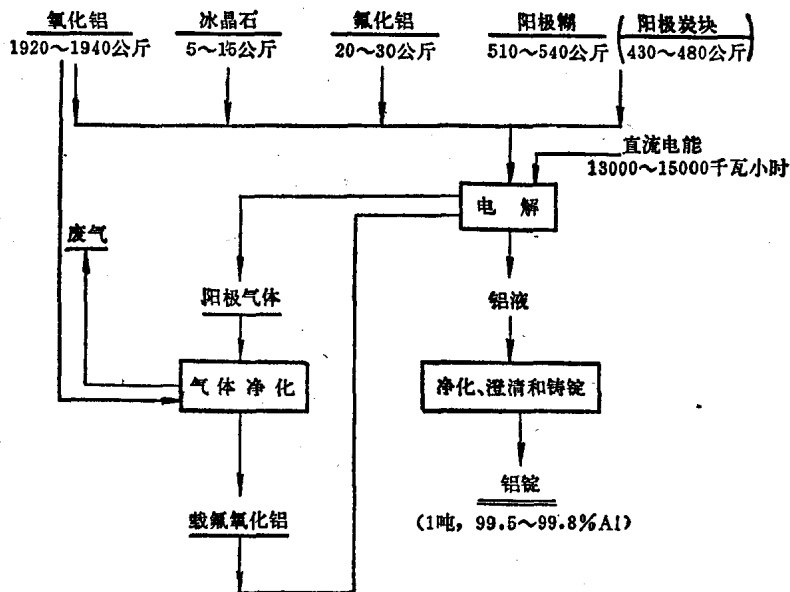 氧化铝 冰晶石 氟化铝 阳极糊 (阳极炭块
1920~1940公斤 5~15公斤 20~30公斤 510~540公斤 430~480公斤)
直流电能
13000~15000千瓦小时
电 解
废气
阳极气体 铝液
气体净化 净化、澄清和铸锭
铝锭
载氟氧化铝 (1吨, 99.5~99.8%Al)